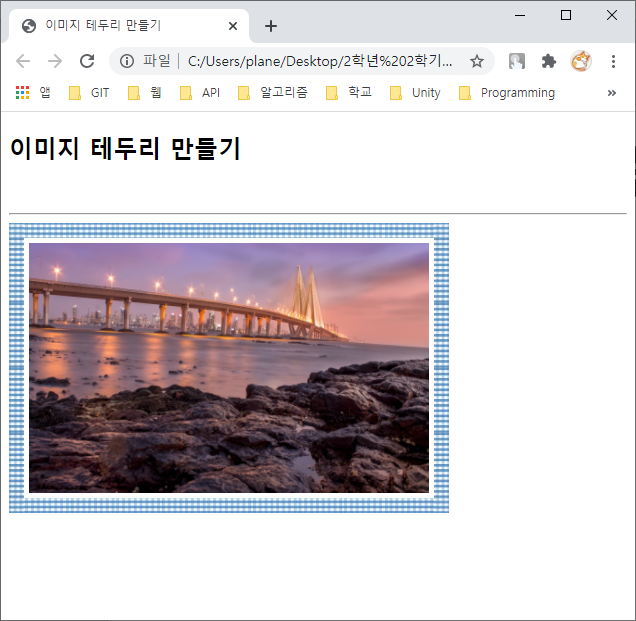 이미지 테두리 만들기
파일 | C:/Users/plane/Desktop/2학년%202학기...
앱 GIT 웹 API 알고리즘 학교 Unity Programming »
이미지 테두리 만들기